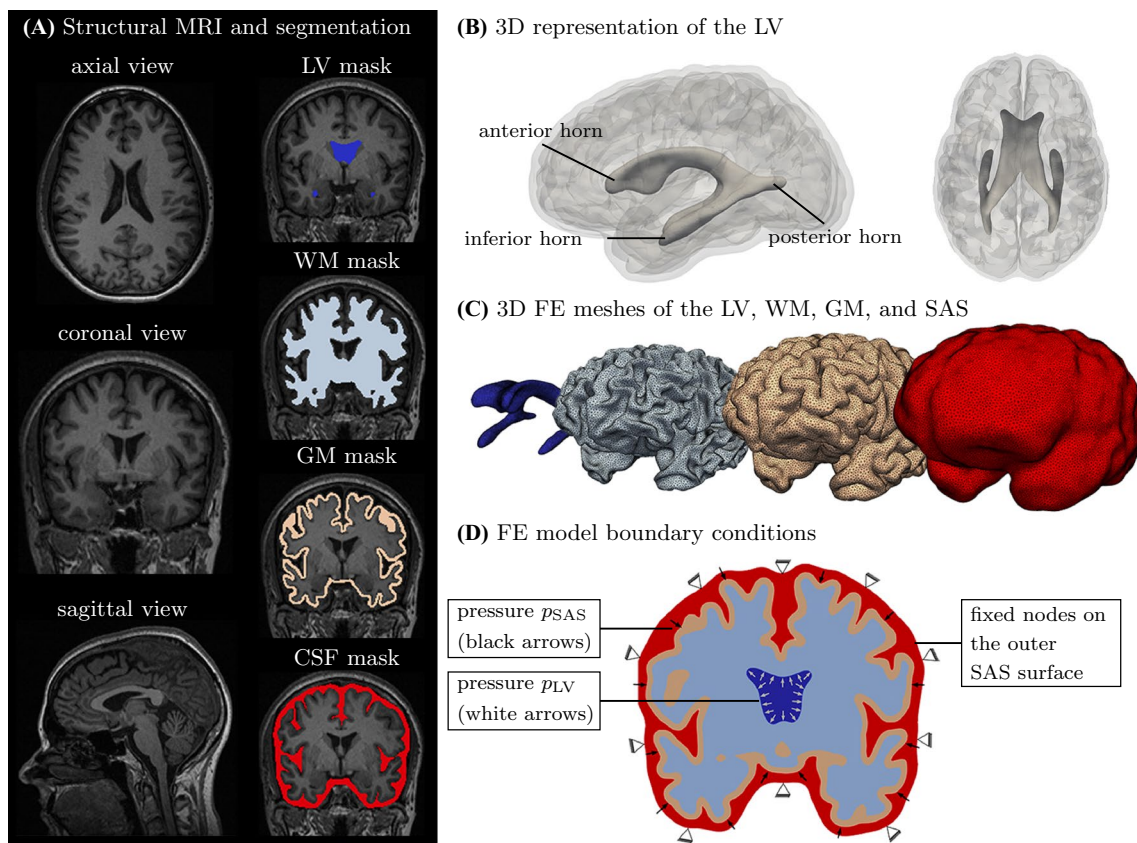 (A) Structural MRI and segmentation
axial view
LV mask
WM mask
coronal view
GM mask
sagittal view
CSF mask
(B) 3D representation of the LV
anterior horn
inferior horn
posterior horn
(C) 3D FE meshes of the LV, WM, GM, and SAS
(D) FE model boundary conditions
pressure pSAS
(black arrows)
pressure pLV
(white arrows)
fixed nodes on
the outer
SAS surface